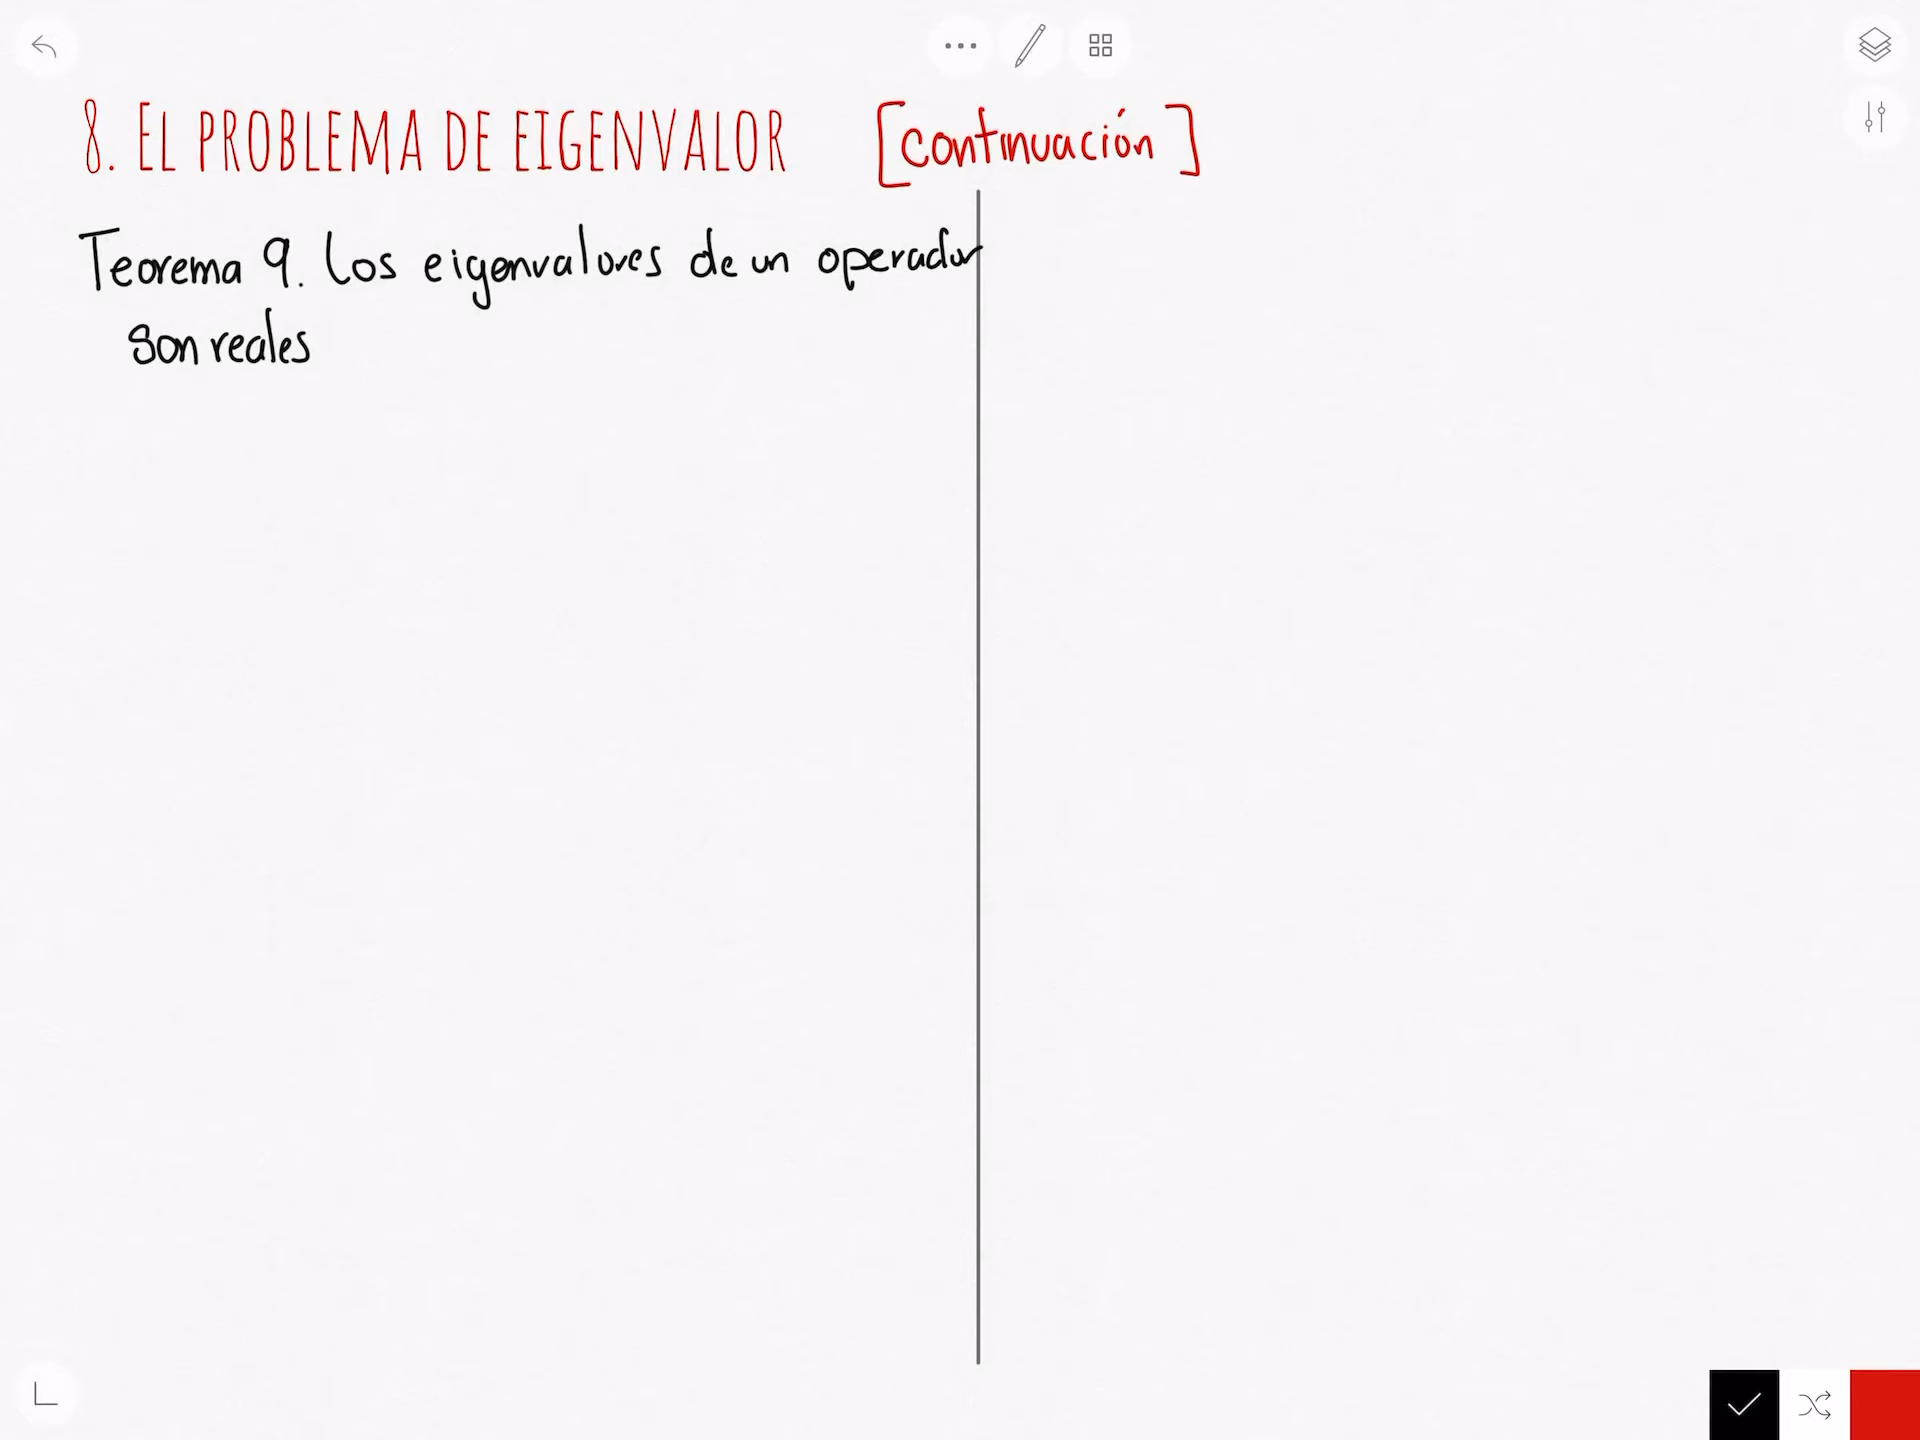 8. EL PROBLEMA DE EIGENVALOR [continuación]
Teorema 9. Los eigenvalores de un operador
son reales